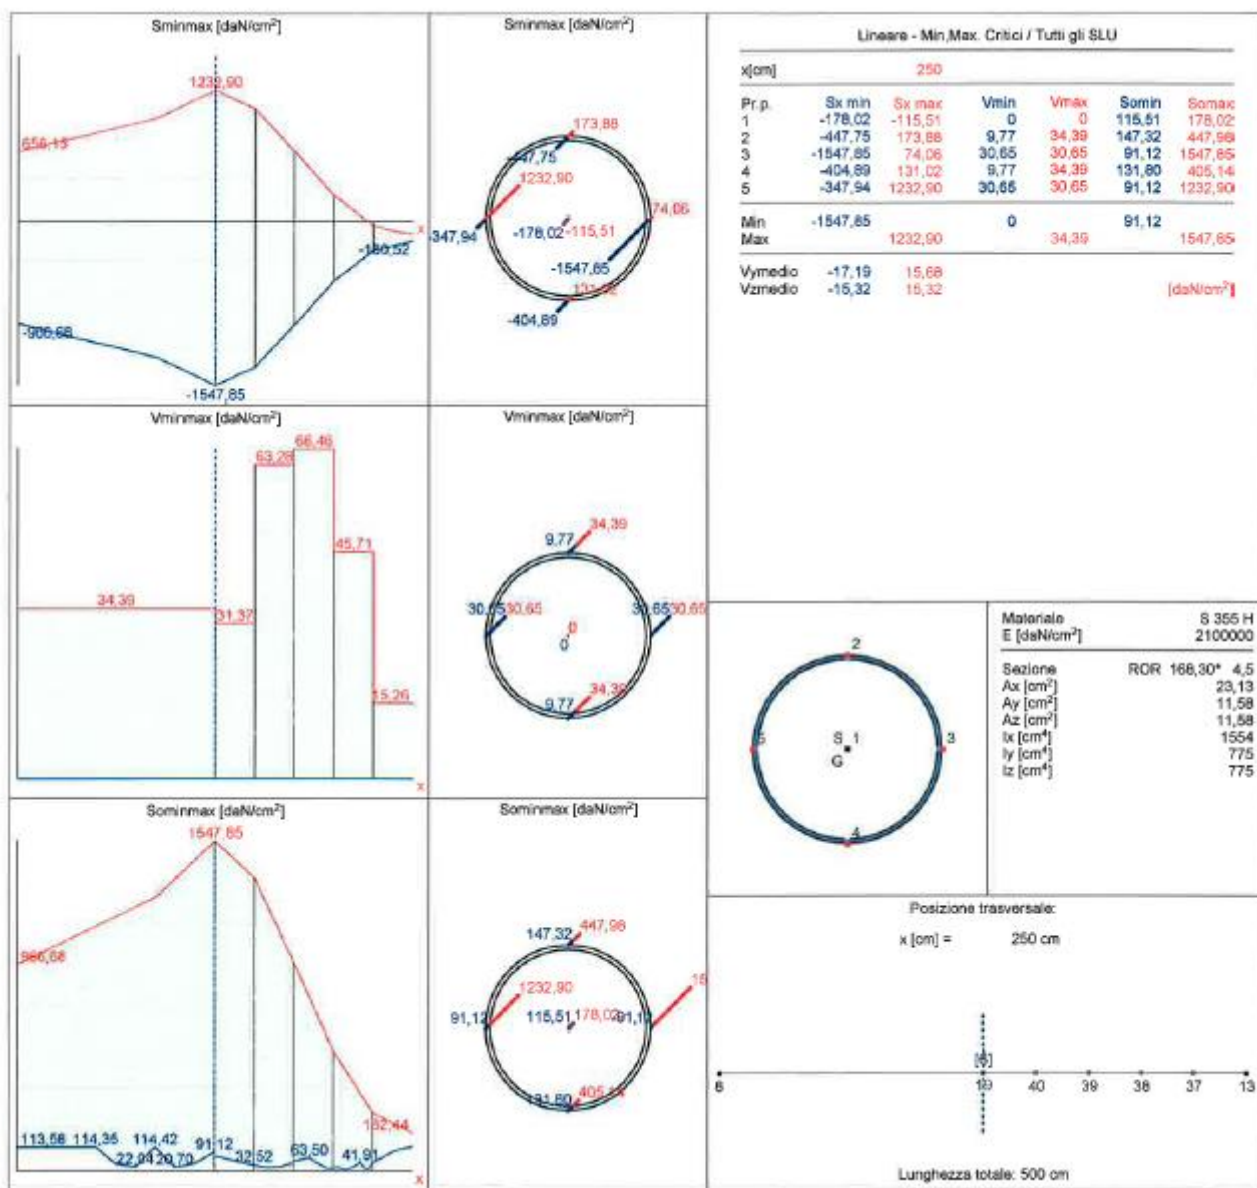 Sminmax [daN/cm²]
1232,90
656,13
x
-160,52
-906,68
-1547,85
Sminmax [daN/cm²]
173,88
-447,75
1232,90
74,06
-347,94
-178,02
-115,51
-1547,85
-404,89
Lineare - Min,Max. Critici / Tutti gli SLU
x[cm] 250
Pr.p. Sx min Sx max Vmin Vmax Somin Somax
1 -178,02 -115,51 0 0 115,51 178,02
2 -447,75 173,88 9,77 34,39 147,32 447,98
3 -1547,85 74,06 30,65 30,65 91,12 1547,85
4 -404,89 131,02 9,77 34,39 131,80 405,14
5 -347,94 1232,90 30,65 30,65 91,12 1232,90
Min -1547,85 0 91,12
Max 1232,90 34,39 1547,85
Vymedio -17,19 15,68
Vzmedio -15,32 15,32 [daN/cm²]
Vminmax [daN/cm²]
66,46
63,28
45,71
34,39
31,37
15,26
x
Vminmax [daN/cm²]
34,39
9,77
30,65 30,65
30,65 30,65
0
0
34,39
9,77
Materiale S 355 H
E [daN/cm²] 2100000
Sezione ROR 168,30* 4,5
Ax [cm²] 23,13
Ay [cm²] 11,58
Az [cm²] 11,58
Ix [cm⁴] 1554
Iy [cm⁴] 775
Iz [cm⁴] 775
2
5
S 1
3
G
4
Sominmax [daN/cm²]
1547,85
162,44
113,58 114,35 114,42 91,12 63,50
20,70 32,52 41,91
x
Sominmax [daN/cm²]
447,98
147,32
1232,90
91,12
115,51
178,02
91,12
405,14
131,80
Posizione trasversale:
x [cm] = 250 cm
6 40 39 38 37 13
Lunghezza totale: 500 cm